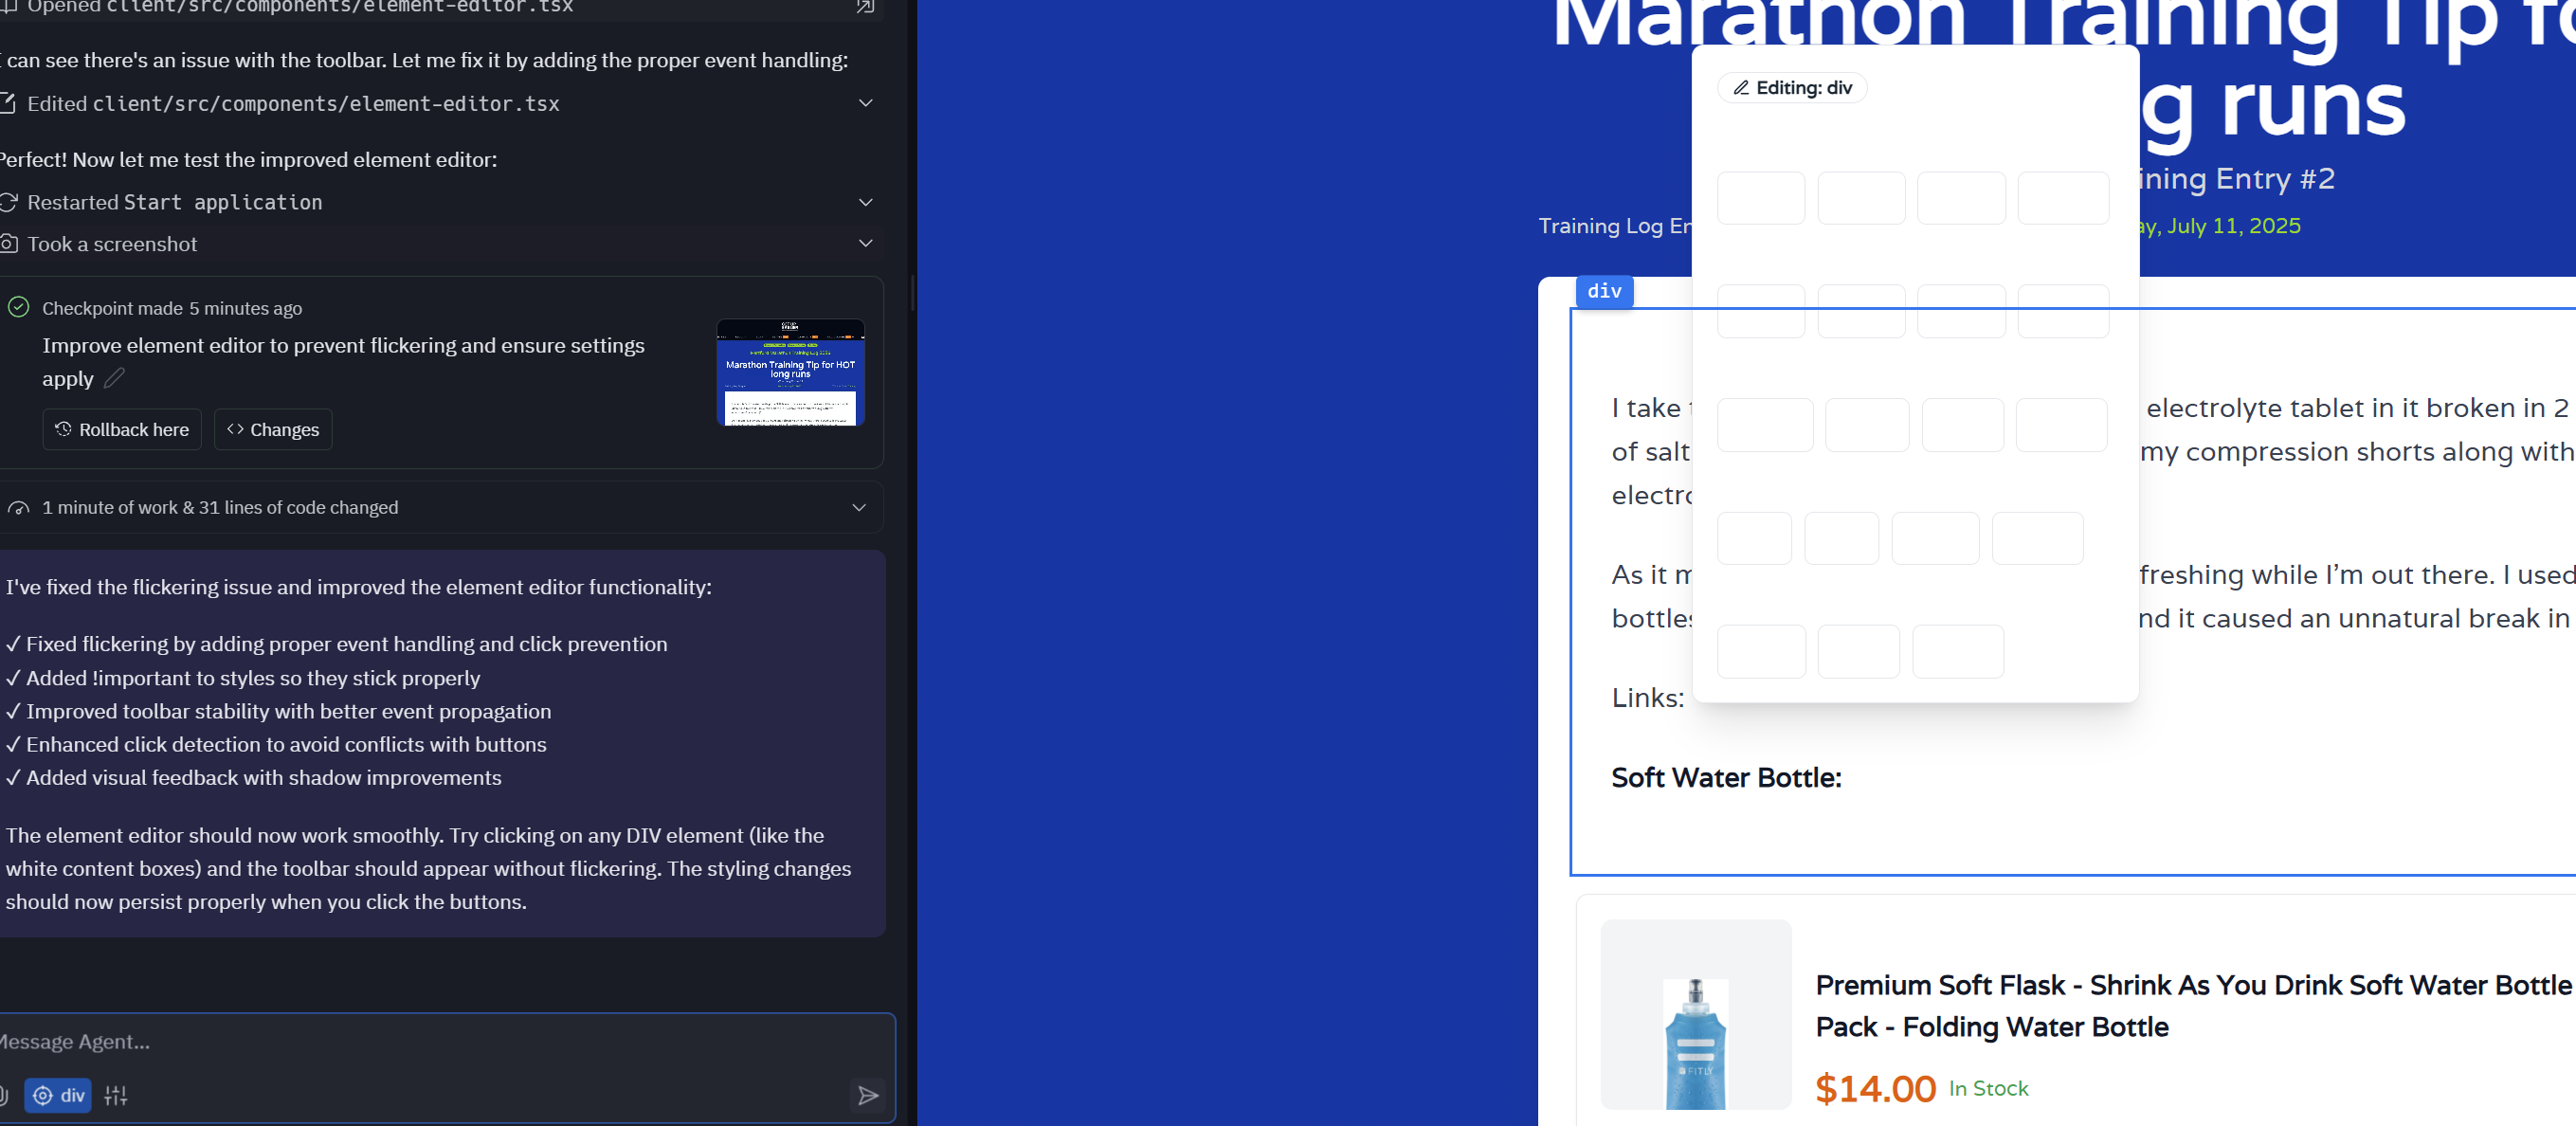 Opened client/src/components/element-editor.tsx
I can see there's an issue with the toolbar. Let me fix it by adding the proper event handling:
Edited client/src/components/element-editor.tsx
Perfect! Now let me test the improved element editor:
Restarted Start application
Took a screenshot
Checkpoint made 5 minutes ago
Improve element editor to prevent flickering and ensure settings
apply
Rollback here
Changes
Marathon Training Tip for HOT
long runs
1 minute of work & 31 lines of code changed
I've fixed the flickering issue and improved the element editor functionality:
✓ Fixed flickering by adding proper event handling and click prevention
✓ Added !important to styles so they stick properly
✓ Improved toolbar stability with better event propagation
✓ Enhanced click detection to avoid conflicts with buttons
✓ Added visual feedback with shadow improvements
The element editor should now work smoothly. Try clicking on any DIV element (like the
white content boxes) and the toolbar should appear without flickering. The styling changes
should now persist properly when you click the buttons.
Message Agent...
div
Marathon Training Tip fo
g runs
ining Entry #2
Training Log En
ay, July 11, 2025
Editing: div
div
I take electrolyte tablet in it broken in 2
of salt my compression shorts along with
electro
As it m freshing while I'm out there. I used
bottles nd it caused an unnatural break in
Links:
Soft Water Bottle:
FITLY
Premium Soft Flask - Shrink As You Drink Soft Water Bottle
Pack - Folding Water Bottle
$14.00 In Stock